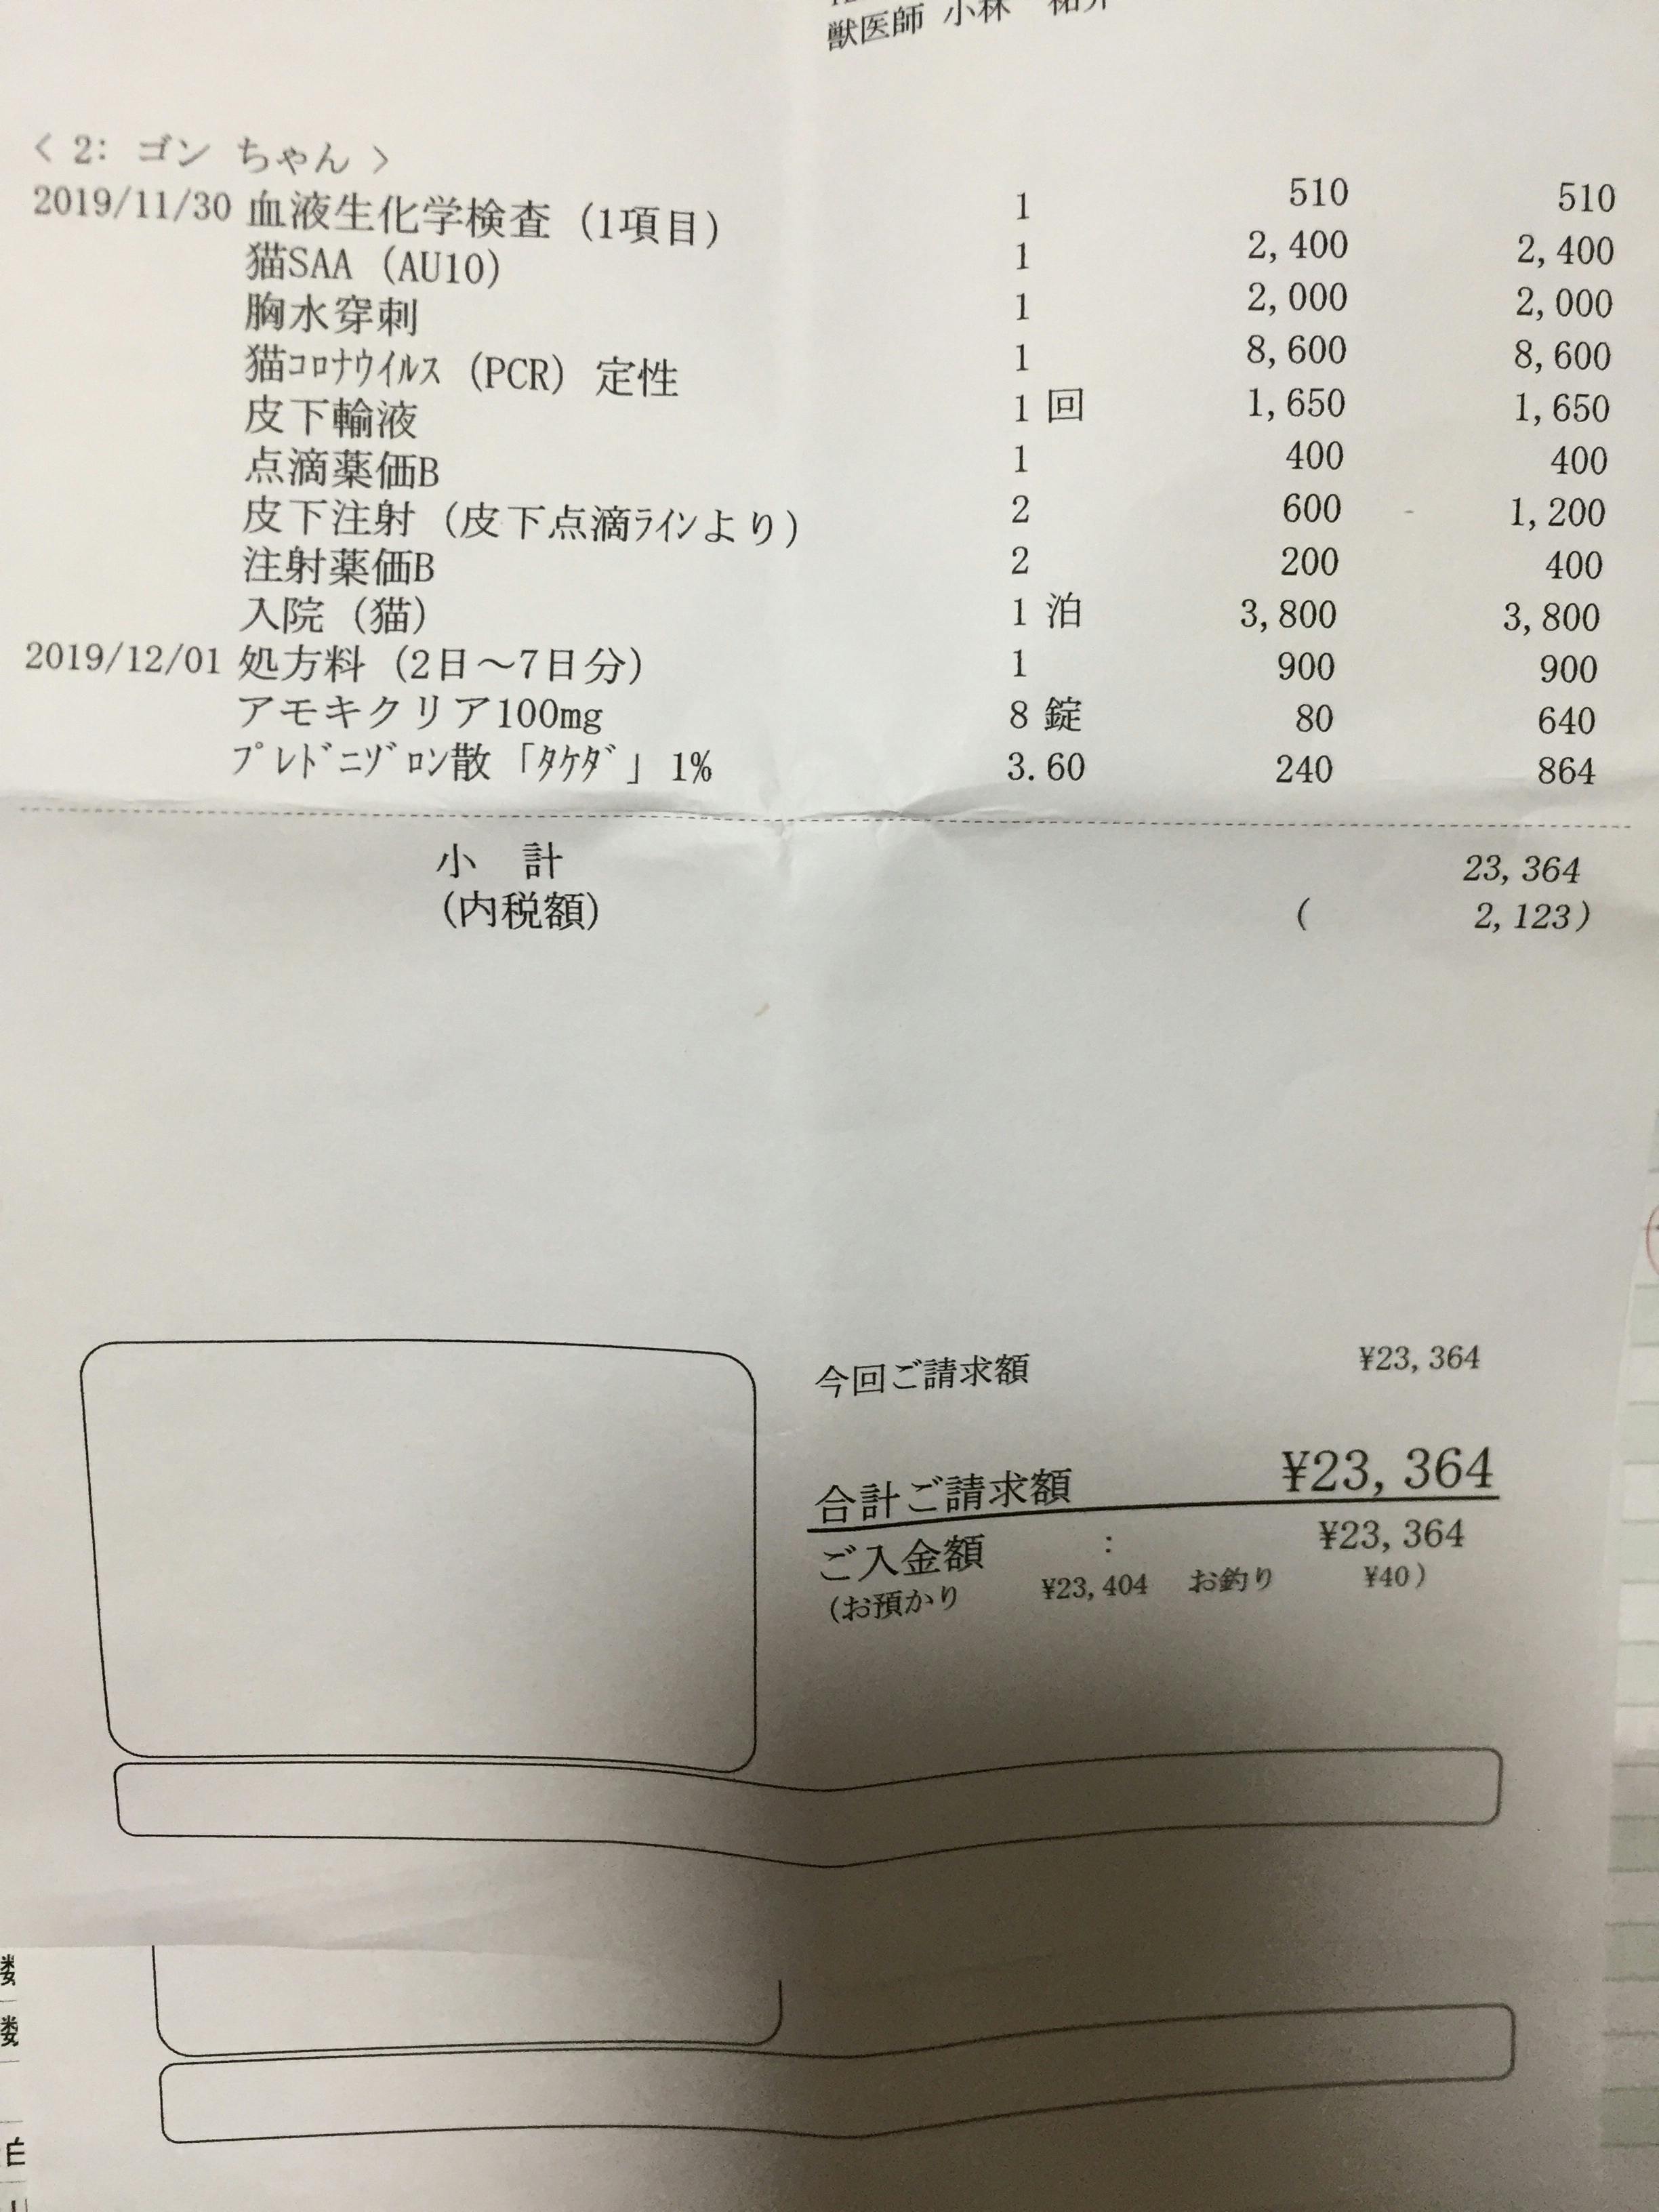 獣医師 小林 祐介
< 2: ゴン ちゃん >
2019/11/30 血液生化学検査 (1項目) 1 510 510
猫SAA (AU10) 1 2,400 2,400
胸水穿刺 1 2,000 2,000
猫ｺﾛﾅｳｲﾙｽ (PCR) 定性 1 8,600 8,600
皮下輸液 1 回 1,650 1,650
点滴薬価B 1 400 400
皮下注射 (皮下点滴ﾗｲﾝより) 2 600 1,200
注射薬価B 2 200 400
入院 (猫) 1 泊 3,800 3,800
2019/12/01 処方料 (2日～7日分) 1 900 900
アモキクリア100mg 8 錠 80 640
ﾌﾟﾚﾄﾞﾆｿﾞﾛﾝ散「ﾀｹﾀﾞ」1% 3.60 240 864
小 計 23,364
(内税額) ( 2,123)
今回ご請求額 ¥23,364
合計ご請求額 ¥23,364
ご入金額 : ¥23,364
(お預かり ¥23,404 お釣り ¥40)